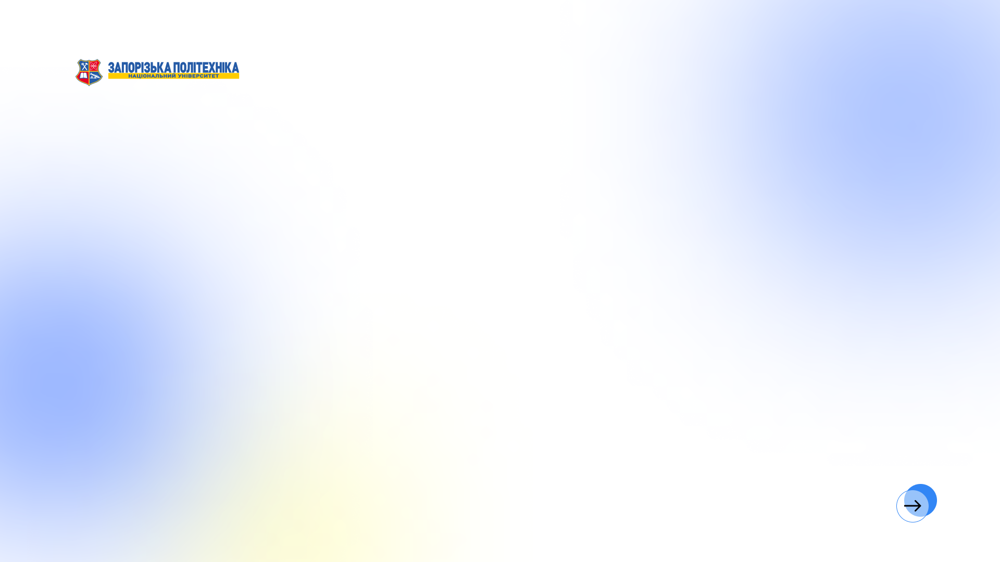 ЗАПОРІЗЬКА ПОЛІТЕХНІКА
НАЦІОНАЛЬНИЙ УНІВЕРСИТЕТ